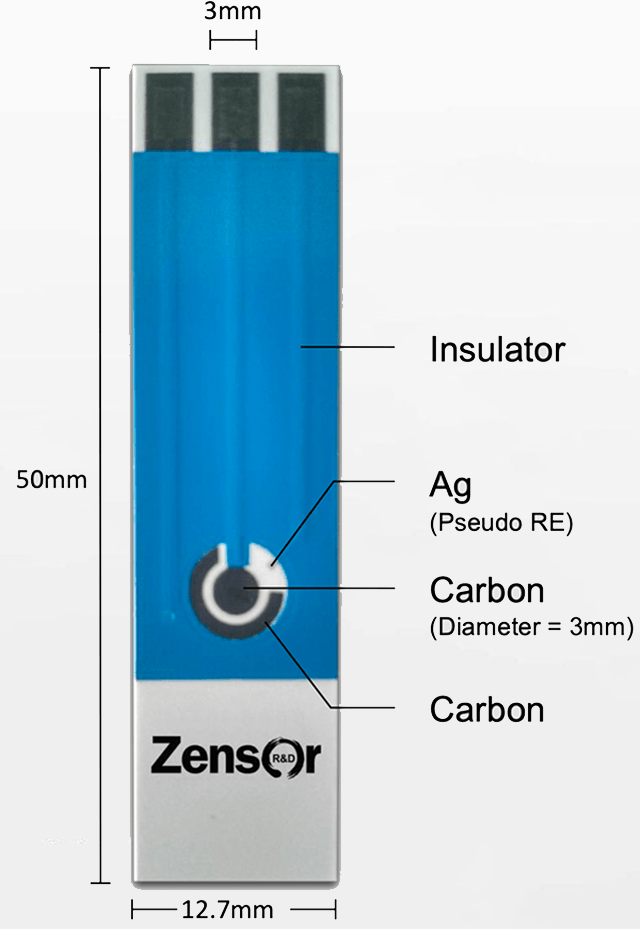 3mm
Insulator
50mm
Ag
(Pseudo RE)
Carbon
(Diameter = 3mm)
Carbon
ZensOr
R&D
12.7mm